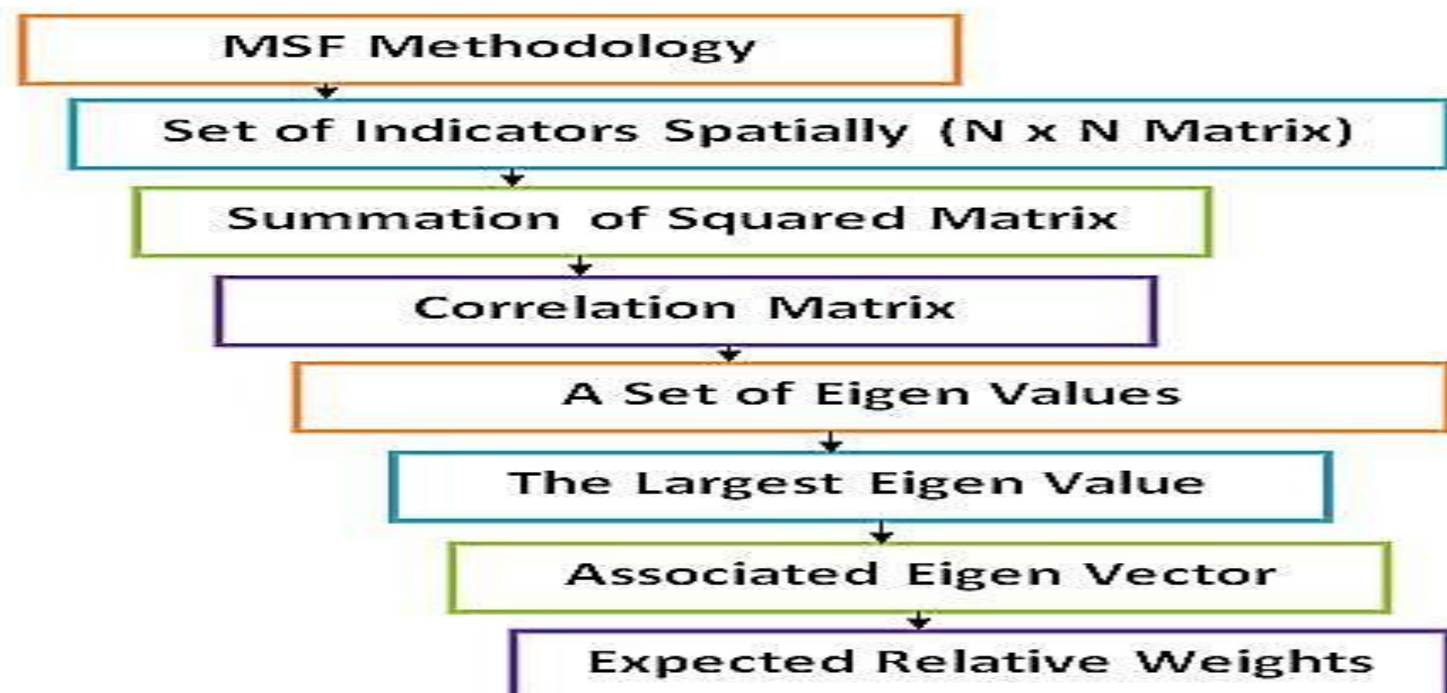 MSF Methodology
Set of Indicators Spatially (N x N Matrix)
Summation of Squared Matrix
Correlation Matrix
A Set of Eigen Values
The Largest Eigen Value
Associated Eigen Vector
Expected Relative Weights